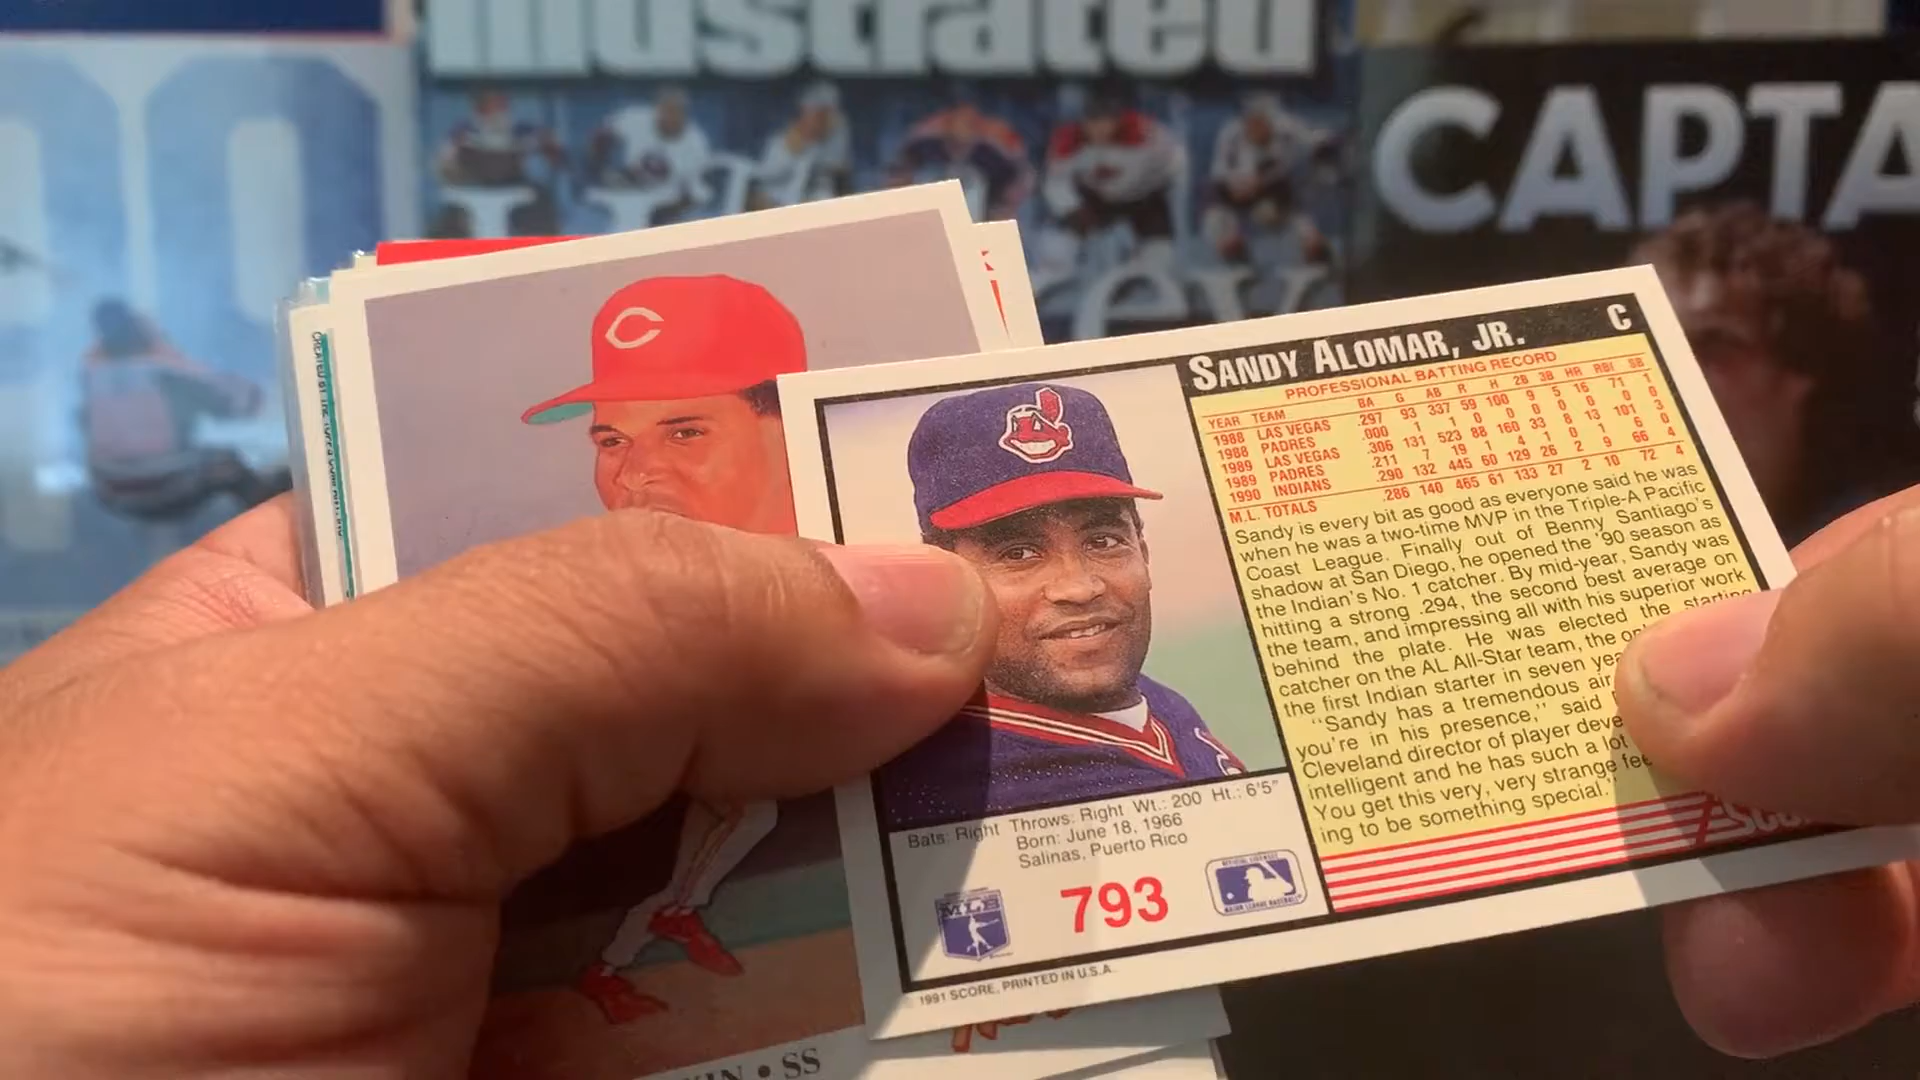 Illustrated
CAPTA
SANDY ALOMAR, JR. C
PROFESSIONAL BATTING RECORD
YEAR TEAM BA G AB R H 2B 3B HR RBI SB
1988 LAS VEGAS .297 93 337 59 100 9 5 16 71 1
1988 PADRES .000 1 1 0 0 0 0 0 0 0
1989 LAS VEGAS .306 131 523 88 160 33 8 13 101 3
1989 PADRES .211 7 19 1 4 1 0 1 6 0
1990 INDIANS .290 132 445 60 129 26 2 9 66 4
M.L. TOTALS .286 140 465 61 133 27 2 10 72 4
Sandy is every bit as good as everyone said he was
when he was a two-time MVP in the Triple-A Pacific
Coast League. Finally out of Benny Santiago's
shadow at San Diego, he opened the '90 season as
the Indian's No. 1 catcher. By mid-year, Sandy was
hitting a strong .294, the second best average on
the team, and impressing all with his superior work
behind the plate. He was elected the starting
catcher on the AL All-Star team, the
the first Indian starter in seven
"Sandy has a tremendous air
you're in his presence," said
Cleveland director of player
intelligent and he has such a lot
You get this very, very strange
ing to be something special."
Score
Bats: Right Throws: Right Wt.: 200 Ht.: 6'5"
Born: June 18, 1966
Salinas, Puerto Rico
MLB
793
MAJOR LEAGUE BASEBALL
1991 SCORE, PRINTED IN U.S.A.
C
KIN • SS